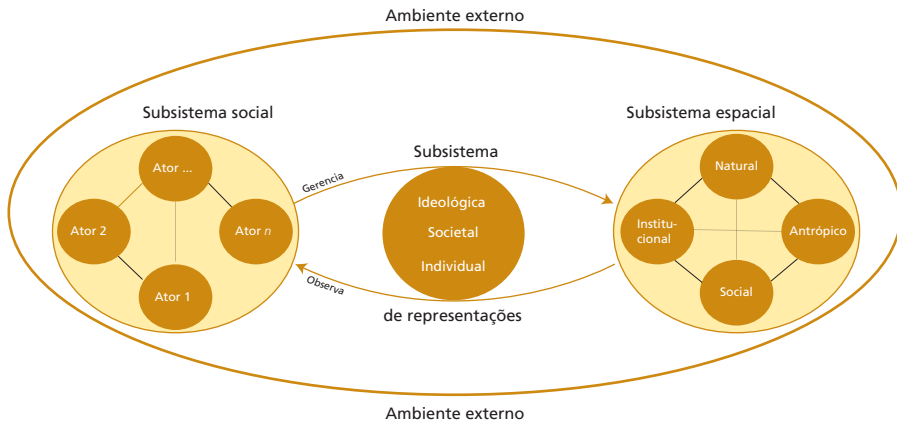 Ambiente externo
Subsistema social
Ator ...
Ator 2
Ator n
Ator 1
Gerencia
Subsistema
Ideológica
Societal
Individual
de representações
Observa
Subsistema espacial
Natural
Institu-
cional
Antrópico
Social
Ambiente externo